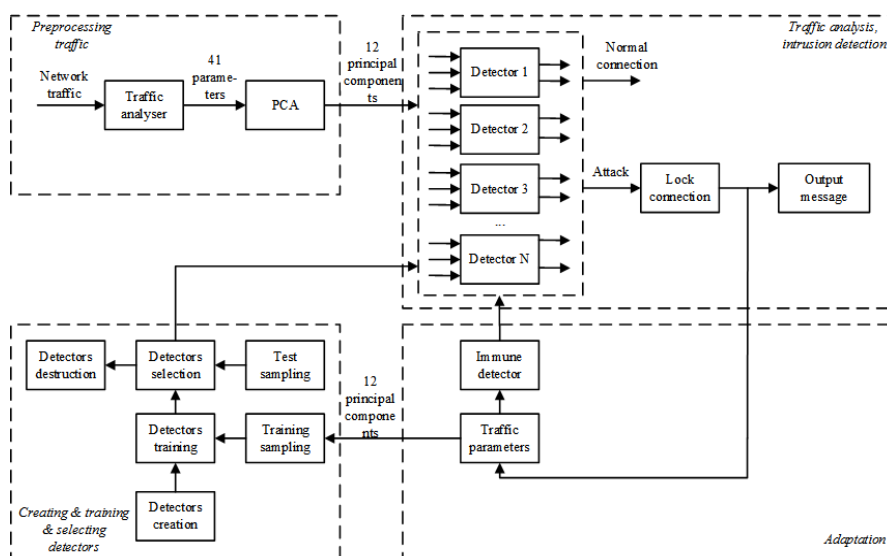 Preprocessing
traffic
Network
traffic
Traffic
analyser
41
parame-
ters
PCA
12
principal
componen
ts
Traffic analysis,
intrusion detection
Detector 1
Detector 2
Detector 3
...
Detector N
Normal
connection
Attack
Lock
connection
Output
message
Detectors
destruction
Detectors
selection
Test
sampling
Detectors
training
Training
sampling
Detectors
creation
Creating & training
& selecting
detectors
12
principal
compone
nts
Immune
detector
Traffic
parameters
Adaptation